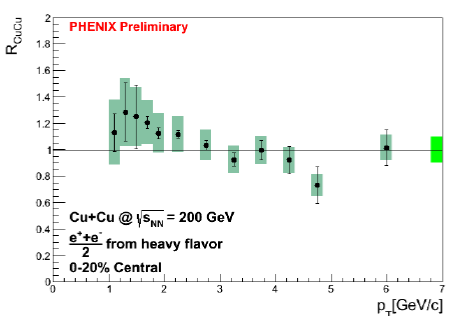 R_CuCu
2
1.8
1.6
1.4
1.2
1
0.8
0.6
0.4
0.2
0
PHENIX Preliminary
Cu+Cu @ √s_NN = 200 GeV
e⁺+e⁻
2
from heavy flavor
0-20% Central
0 1 2 3 4 5 6 7
p_T[GeV/c]